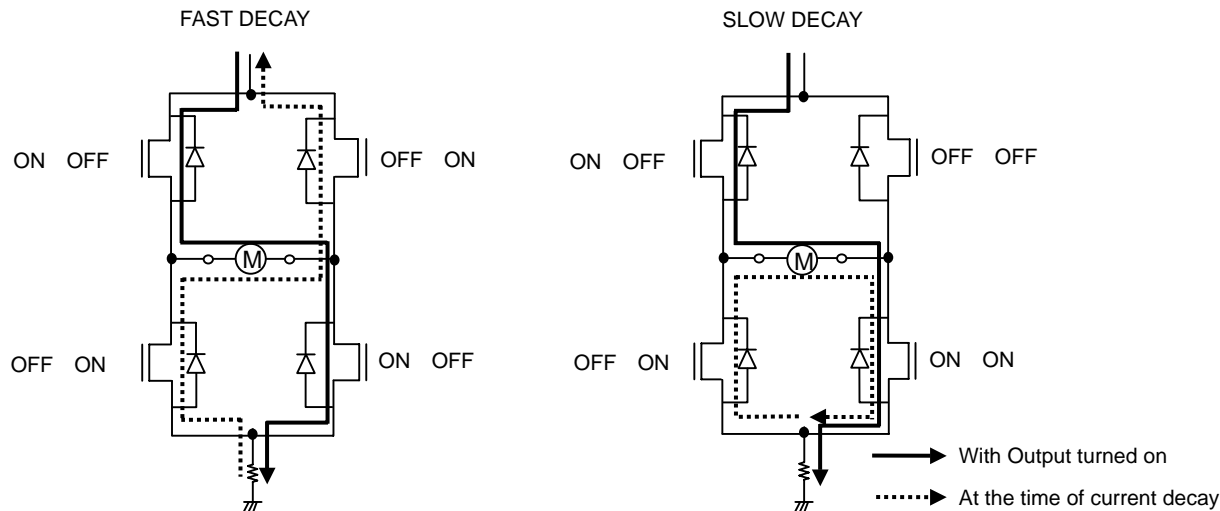 FAST DECAY
SLOW DECAY
ON OFF
OFF ON
ON OFF
OFF OFF
M
M
OFF ON
ON OFF
OFF ON
ON ON
With Output turned on
At the time of current decay